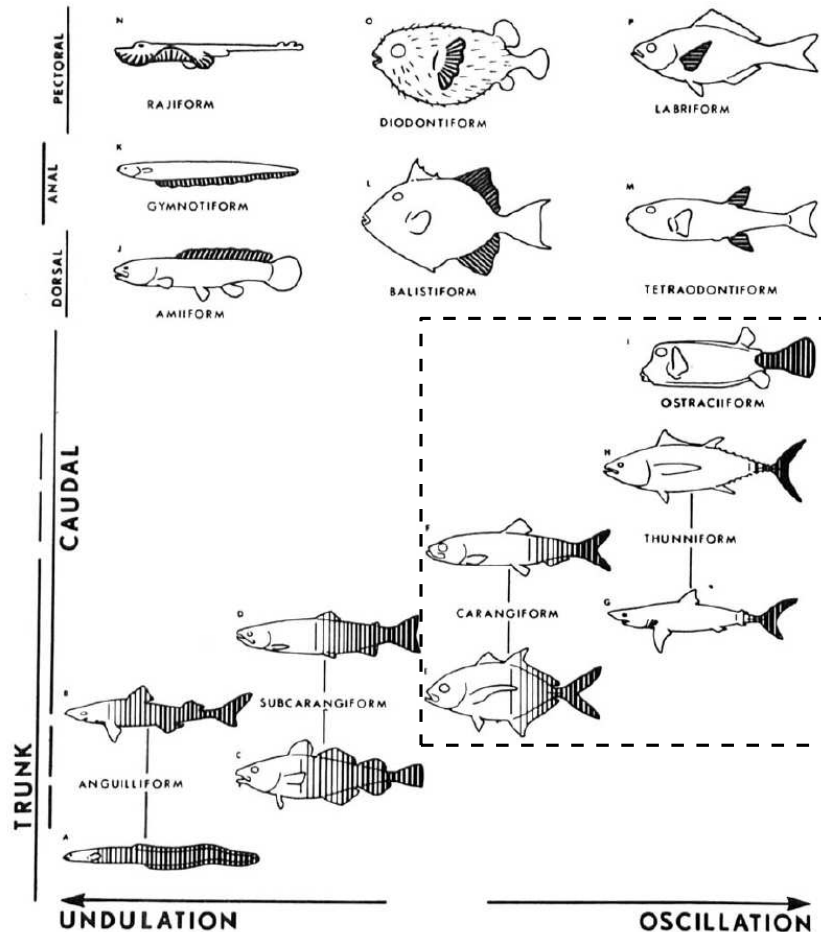 PECTORAL
N
RAJIFORM
O
DIODONTIFORM
P
LABRIFORM
ANAL
K
GYMNOTIFORM
L
BALISTIFORM
M
TETRAODONTIFORM
DORSAL
J
AMIIFORM
I
OSTRACIIFORM
CAUDAL
H
THUNNIFORM
G
F
CARANGIFORM
E
D
SUBCARANGIFORM
C
B
ANGUILLIFORM
A
TRUNK
UNDULATION
OSCILLATION